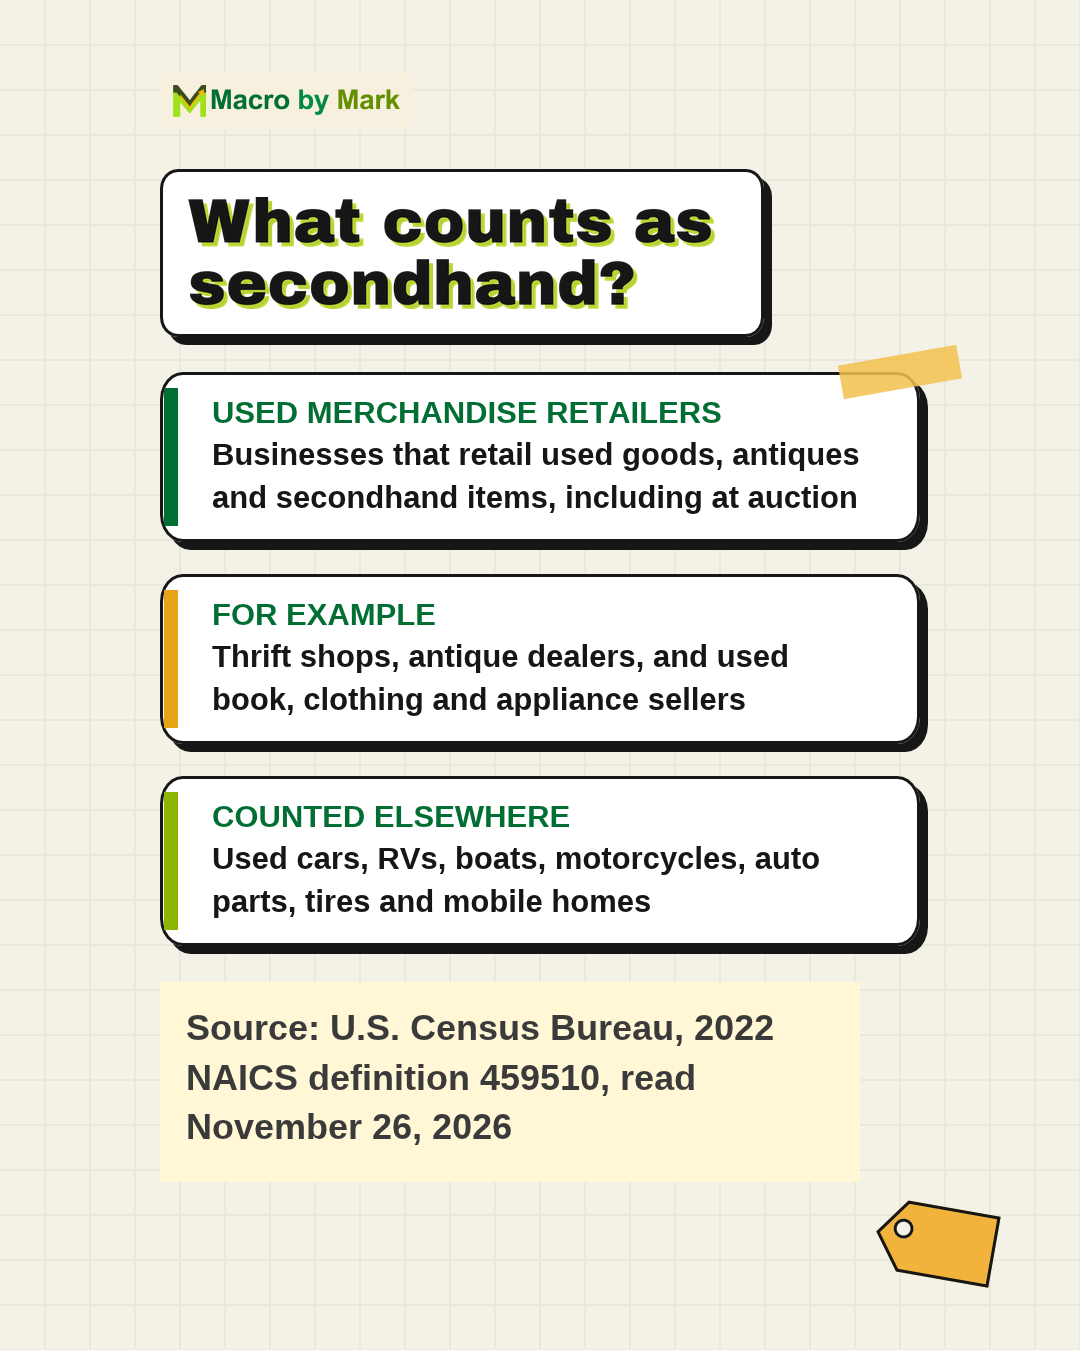 Macro by Mark
What counts as
secondhand?
USED MERCHANDISE RETAILERS
Businesses that retail used goods, antiques
and secondhand items, including at auction
FOR EXAMPLE
Thrift shops, antique dealers, and used
book, clothing and appliance sellers
COUNTED ELSEWHERE
Used cars, RVs, boats, motorcycles, auto
parts, tires and mobile homes
Source: U.S. Census Bureau, 2022
NAICS definition 459510, read
November 26, 2026